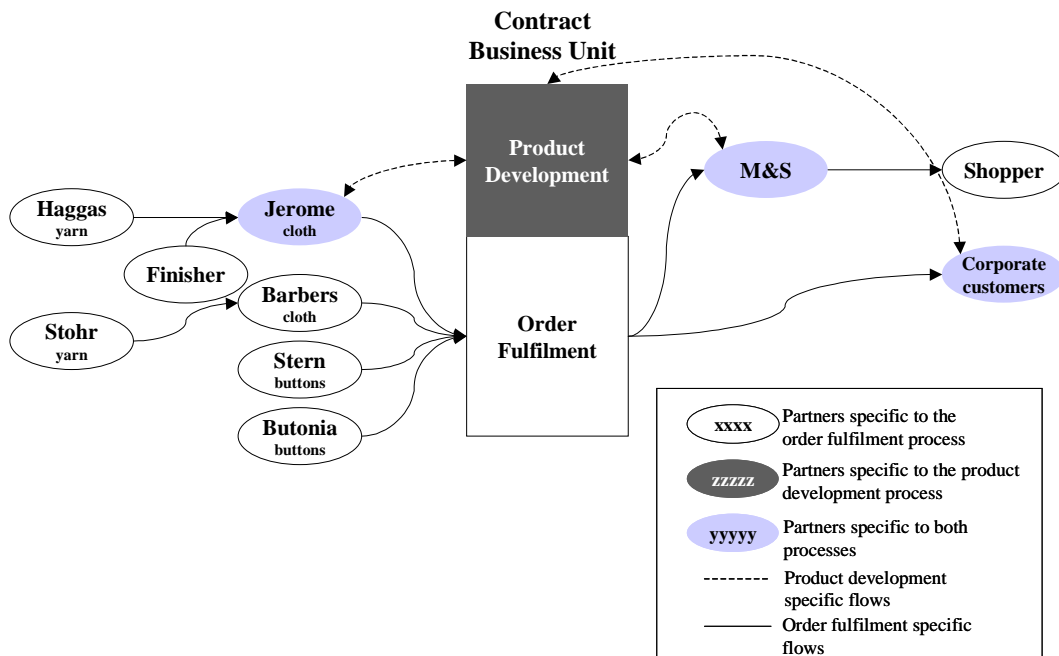 Contract
Business Unit
Product
Development
M&S
Shopper
Haggas
yarn
Jerome
cloth
Finisher
Corporate
customers
Barbers
cloth
Stohr
yarn
Order
Fulfilment
Stern
buttons
Butonia
buttons
xxxx
Partners specific to the
order fulfilment process
zzzzz
Partners specific to the product
development process
yyyyy
Partners specific to both
processes
Product development
specific flows
Order fulfilment specific
flows